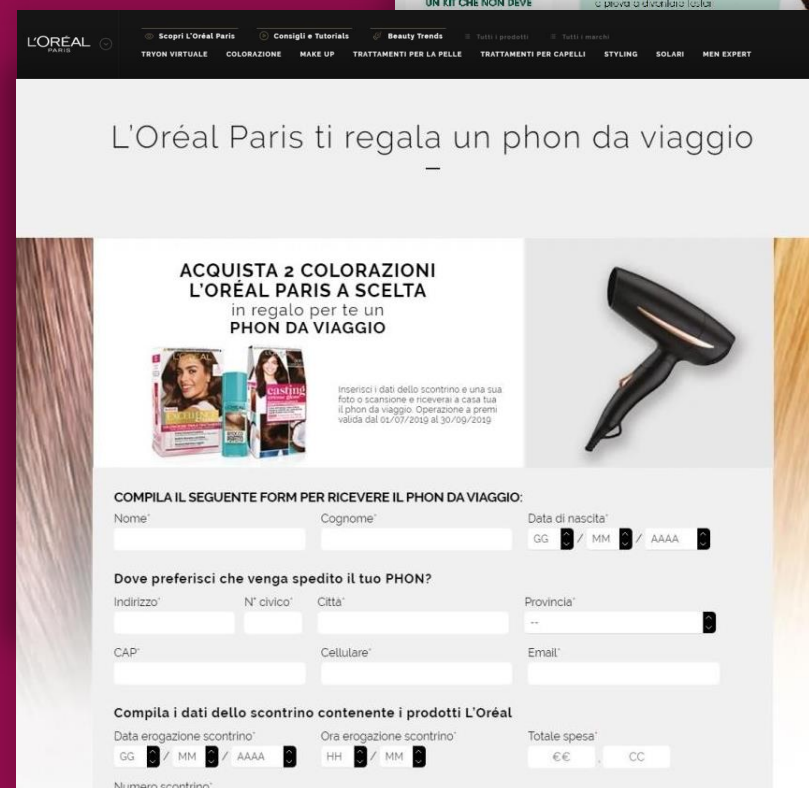 UN KIT CHE NON DEVE
e prova a diventare tester
L'ORÉAL
PARIS
Scopri L'Oréal Paris Consigli e Tutorials Beauty Trends Tutti i prodotti Tutti i marchi
TRYON VIRTUALE COLORAZIONE MAKE UP TRATTAMENTI PER LA PELLE TRATTAMENTI PER CAPELLI STYLING SOLARI MEN EXPERT
L'Oréal Paris ti regala un phon da viaggio
ACQUISTA 2 COLORAZIONI
L'ORÉAL PARIS A SCELTA
in regalo per te un
PHON DA VIAGGIO
L'ORÉAL
casting
crème gloss
Inserisci i dati dello scontrino e una sua
foto o scansione e riceverai a casa tua
il phon da viaggio. Operazione a premi
valida dal 01/07/2019 al 30/09/2019
COMPILA IL SEGUENTE FORM PER RICEVERE IL PHON DA VIAGGIO:
Nome* Cognome* Data di nascita*
GG / MM / AAAA
Dove preferisci che venga spedito il tuo PHON?
Indirizzo* N° civico* Città* Provincia*
--
CAP* Cellulare* Email*
Compila i dati dello scontrino contenente i prodotti L'Oréal
Data erogazione scontrino* Ora erogazione scontrino* Totale spesa*
GG / MM / AAAA HH / MM €€ . CC
Numero scontrino*